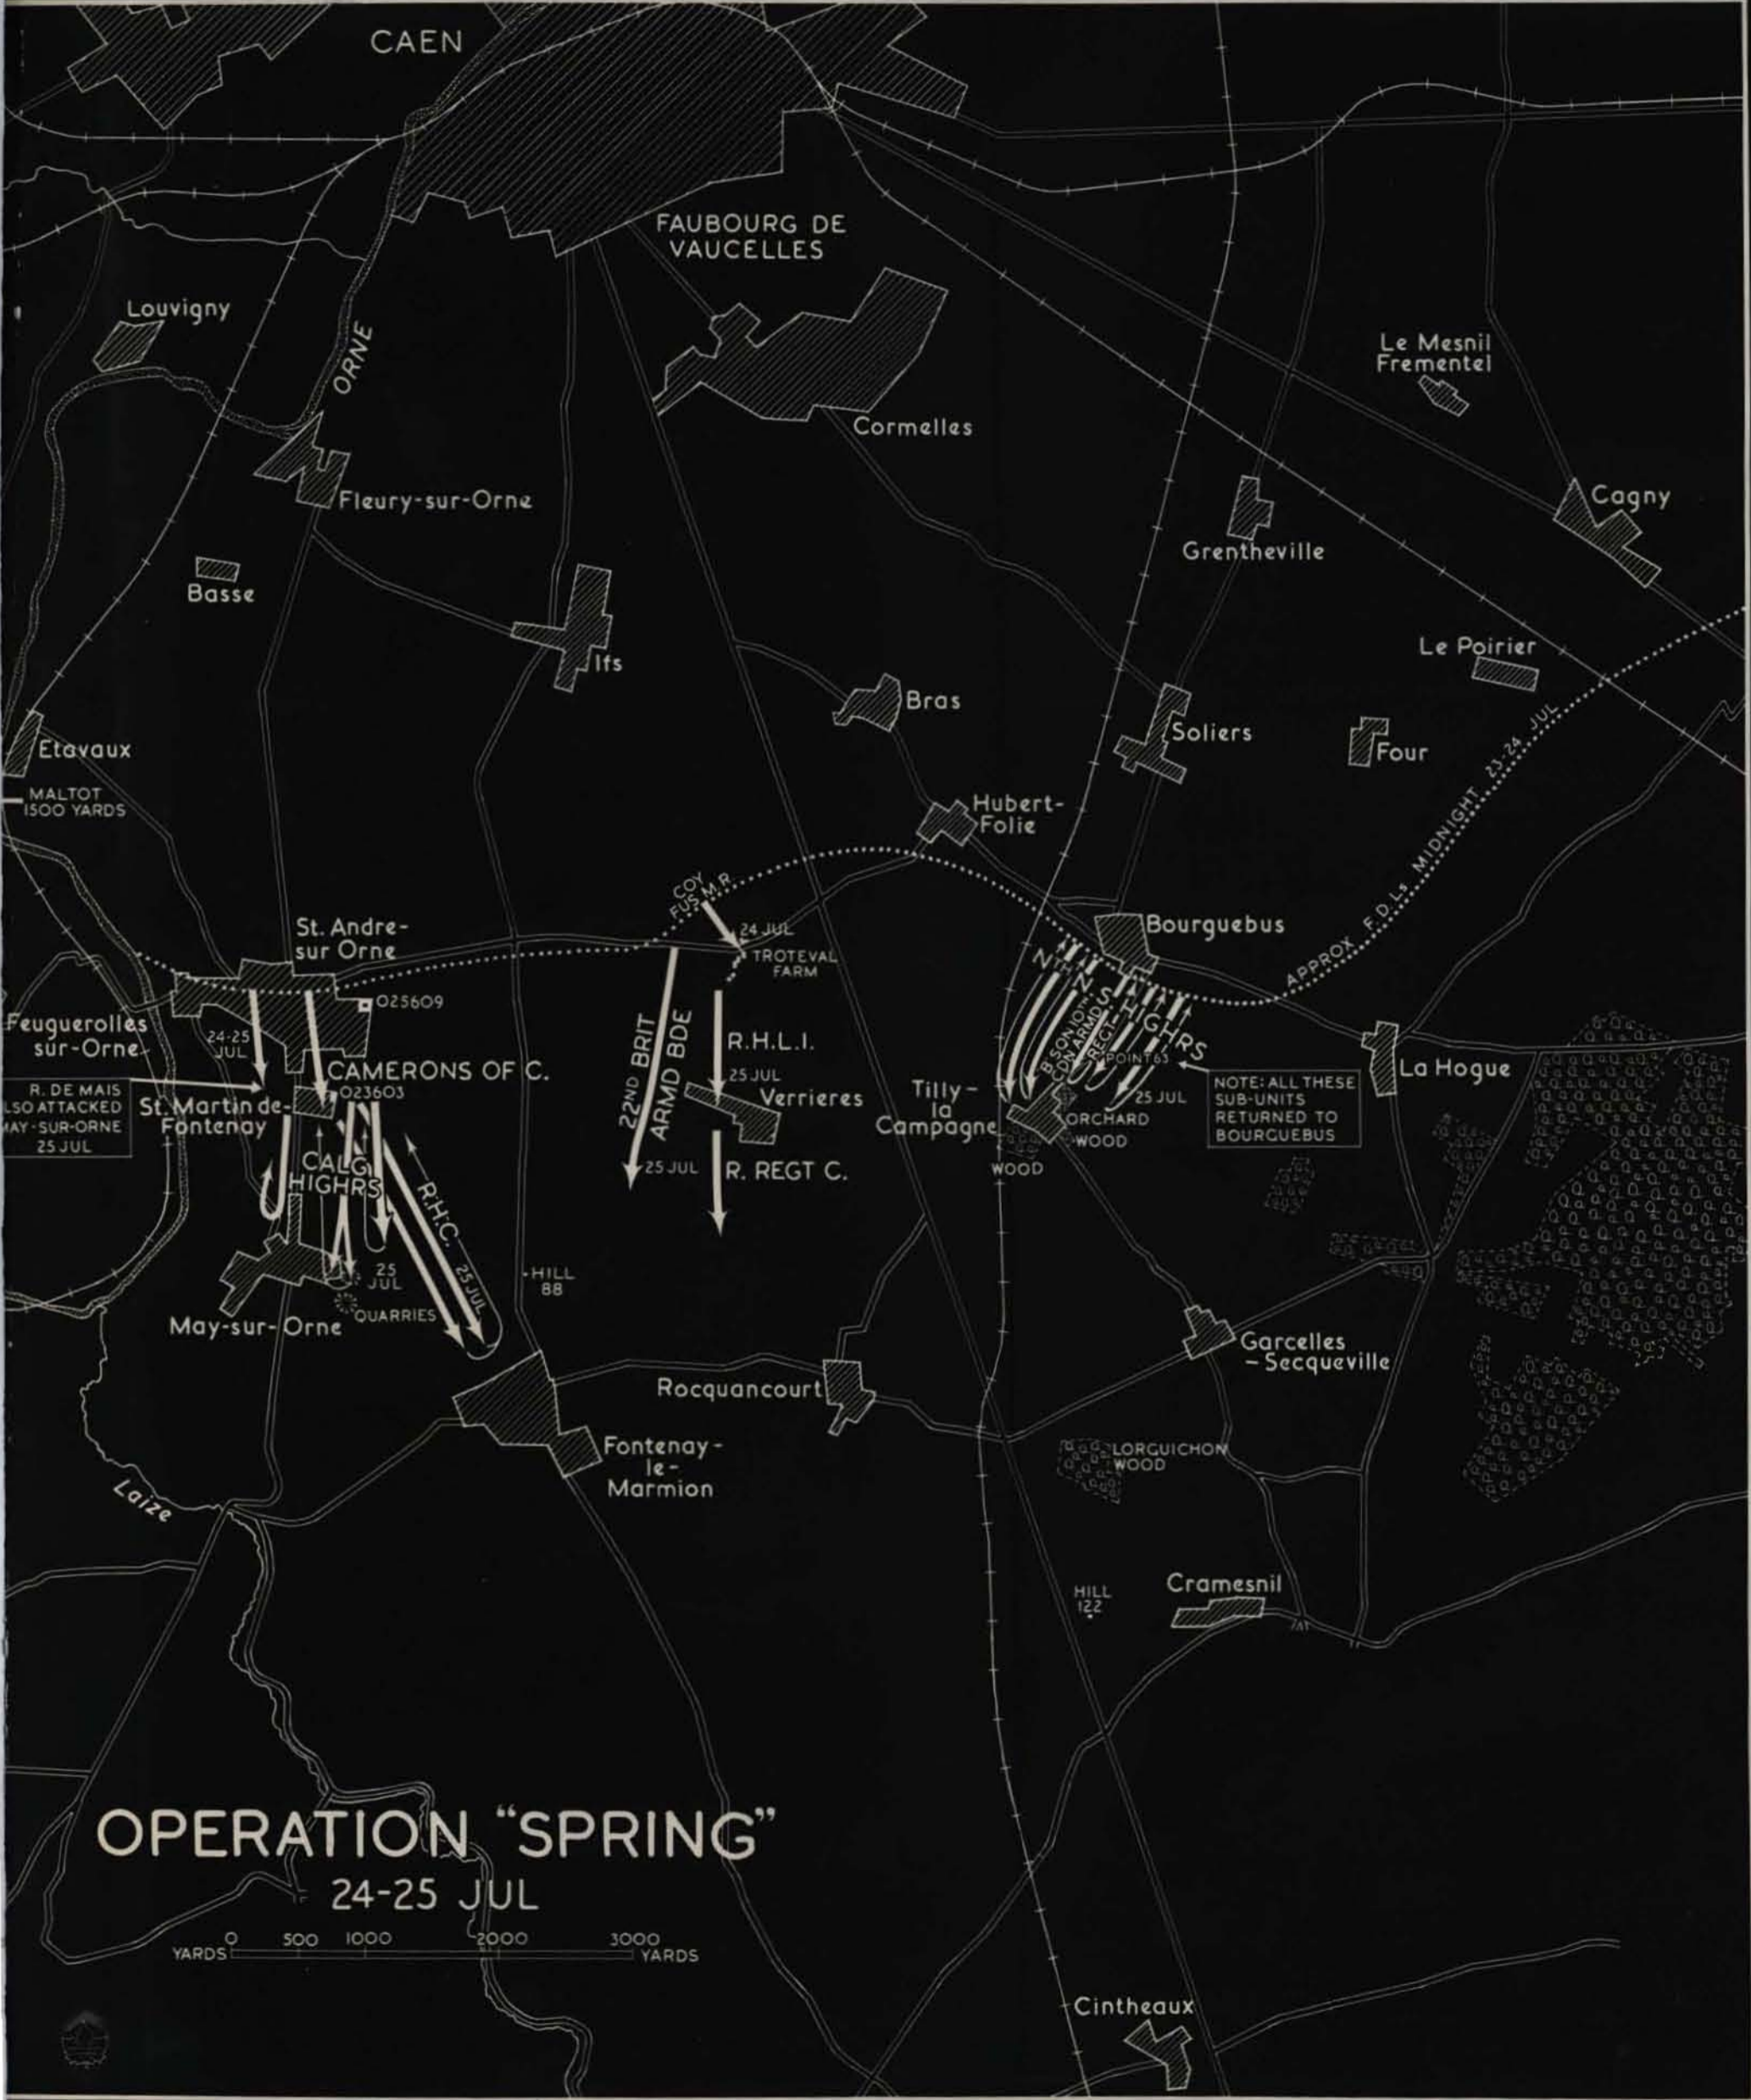 CAEN
FAUBOURG DE
VAUCELLES
Louvigny
ORNE
Le Mesnil
Frementel
Cormelles
Fleury-sur-Orne
Cagny
Grentheville
Basse
Ifs
Le Poirier
Bras
Soliers
Etavaux
Four
MALTOT
1500 YARDS
Hubert-
Folie
APPROX F.D.Ls MIDNIGHT 23-24 JUL
COY
FUS M.R.
St. Andre-
sur Orne
24 JUL
TROTEVAL
FARM
Bourguebus
025609
Feuguerolles
sur-Orne
24-25
JUL
22ND BRIT
ARMD BDE
R.H.L.I.
NTH N.S. HIGHRS
CDN ARMD
POINT 63
CAMERONS OF C.
023603
25 JUL
Verrieres
La Hogue
R. DE MAIS
LSO ATTACKED
MAY-SUR-ORNE
25 JUL
St. Martin de-
Fontenay
Tilly-
la
Campagne
25 JUL
ORCHARD
WOOD
WOOD
NOTE: ALL THESE
SUB-UNITS
RETURNED TO
BOURGUEBUS
CALG
HIGHRS
R.H.C.
25 JUL
25 JUL
R. REGT C.
25
JUL
HILL
88
QUARRIES
May-sur-Orne
Garcelles
-Secqueville
Rocquancourt
Fontenay-
le-
Marmion
LORGUICHON
WOOD
Laize
HILL
122
Cramesnil
OPERATION “SPRING”
24-25 JUL
0 500 1000 2000 3000
YARDS YARDS
Cintheaux